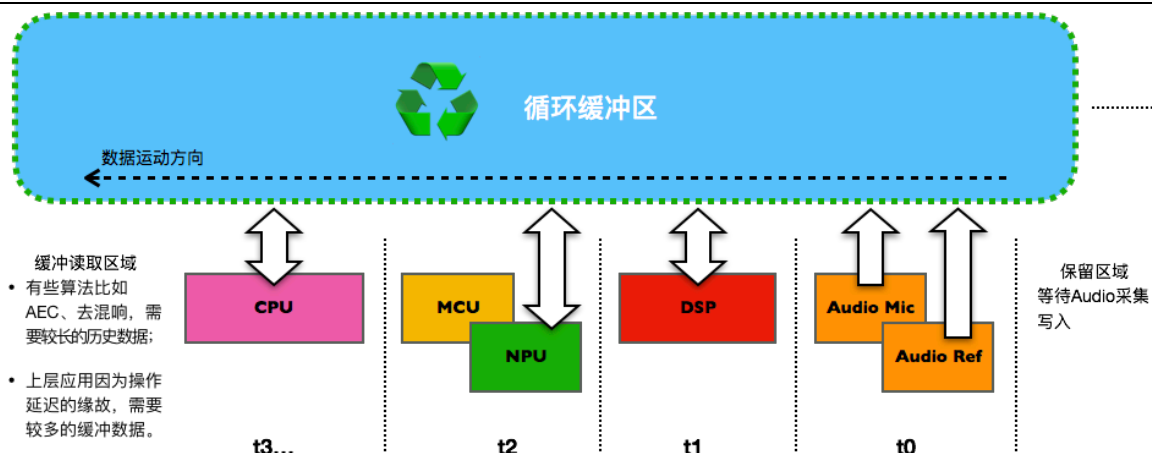 循环缓冲区
数据运动方向
缓冲读取区域
• 有些算法比如
AEC、去混响，需
要较长的历史数据；
• 上层应用因为操作
延迟的缘故，需要
较多的缓冲数据。
CPU
MCU
NPU
DSP
Audio Mic
Audio Ref
保留区域
等待Audio采集
写入
t3...
t2
t1
t0